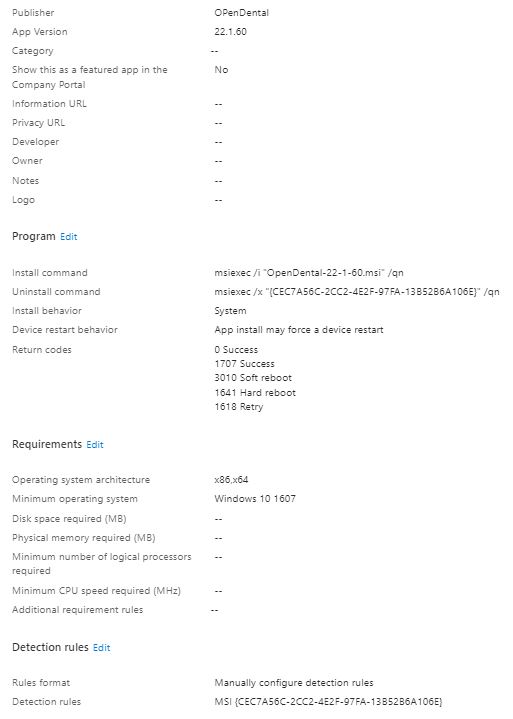 Publisher OPenDental
App Version 22.1.60
Category --
Show this as a featured app in the No
Company Portal
Information URL --
Privacy URL --
Developer --
Owner --
Notes --
Logo --
Program Edit
Install command msiexec /i "OpenDental-22-1-60.msi" /qn
Uninstall command msiexec /x "{CEC7A56C-2CC2-4E2F-97FA-13B52B6A106E}" /qn
Install behavior System
Device restart behavior App install may force a device restart
Return codes 0 Success
1707 Success
3010 Soft reboot
1641 Hard reboot
1618 Retry
Requirements Edit
Operating system architecture x86,x64
Minimum operating system Windows 10 1607
Disk space required (MB) --
Physical memory required (MB) --
Minimum number of logical processors --
required
Minimum CPU speed required (MHz) --
Additional requirement rules --
Detection rules Edit
Rules format Manually configure detection rules
Detection rules MSI {CEC7A56C-2CC2-4E2F-97FA-13B52B6A106E}